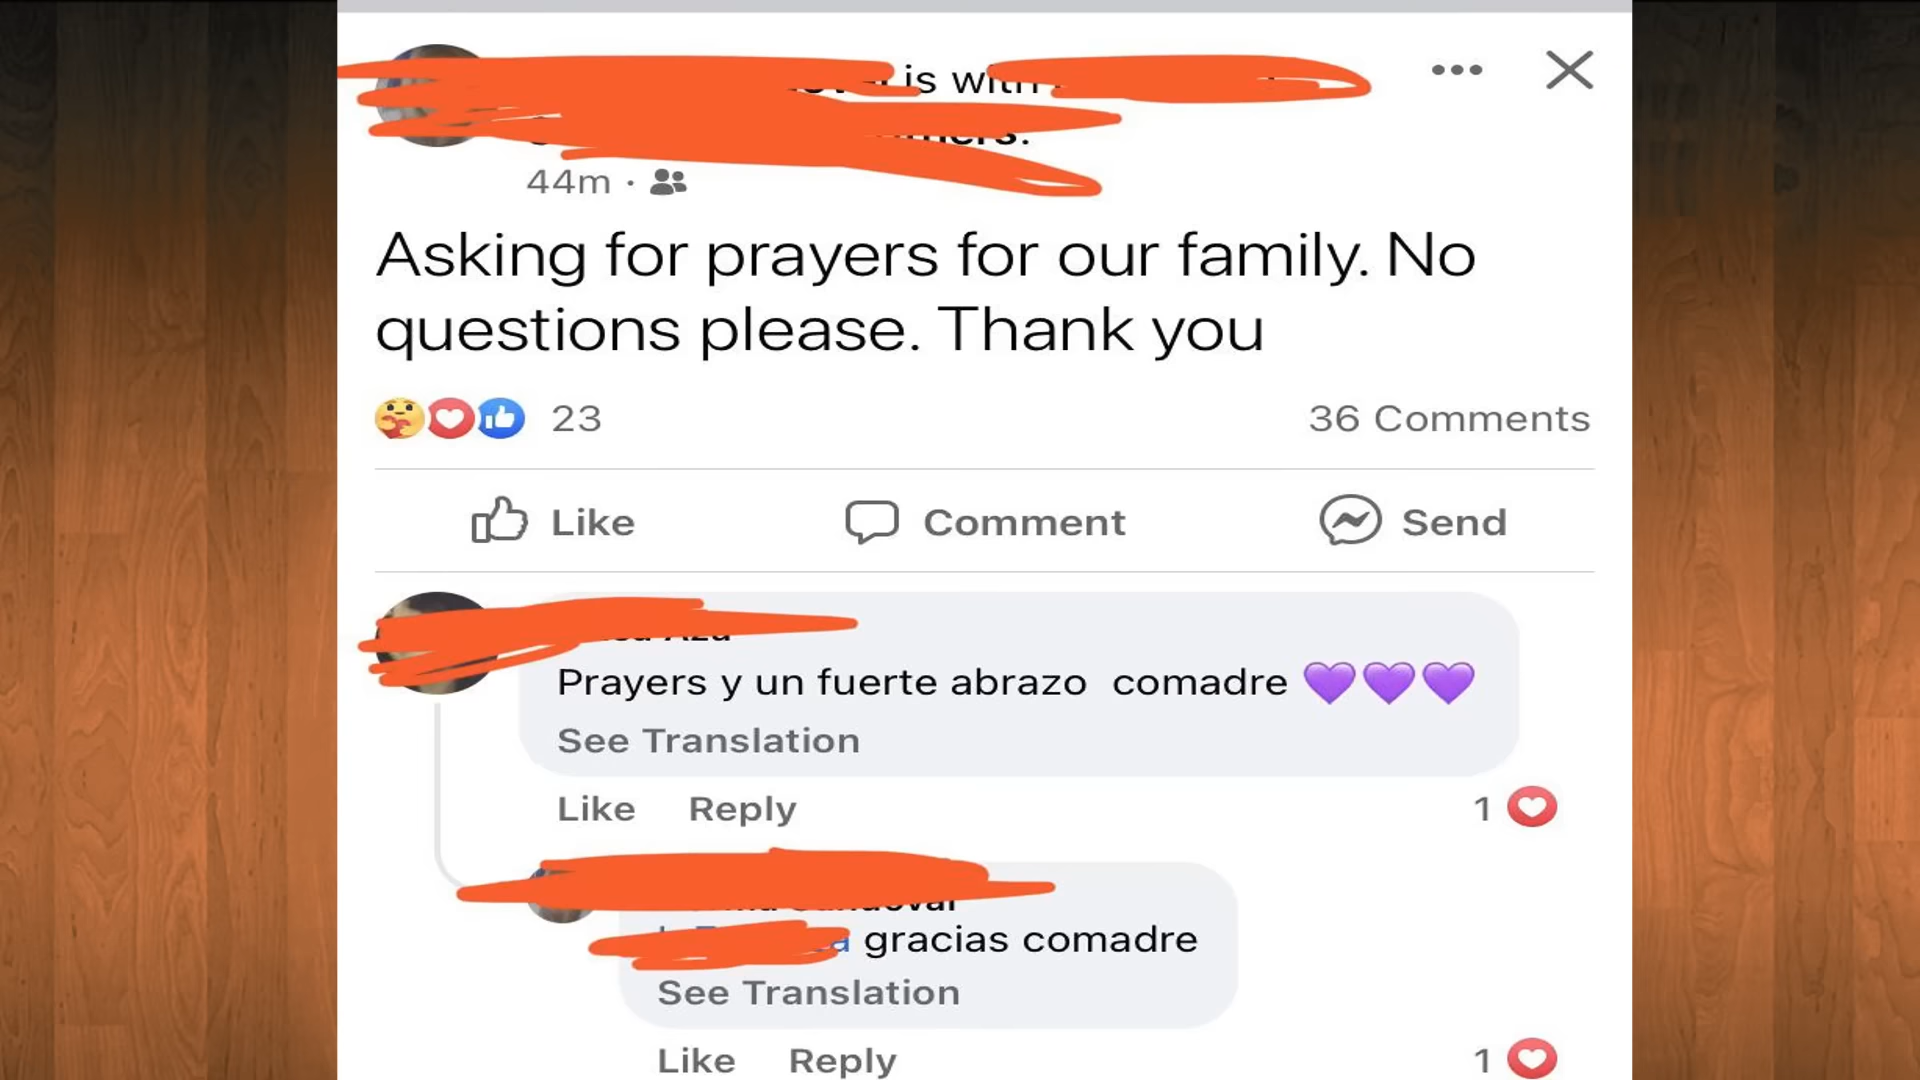 is with
44m
Asking for prayers for our family. No
questions please. Thank you
23 36 Comments
Like Comment Send
Prayers y un fuerte abrazo comadre 💜💜💜
See Translation
Like Reply 1
gracias comadre
See Translation
Like Reply 1